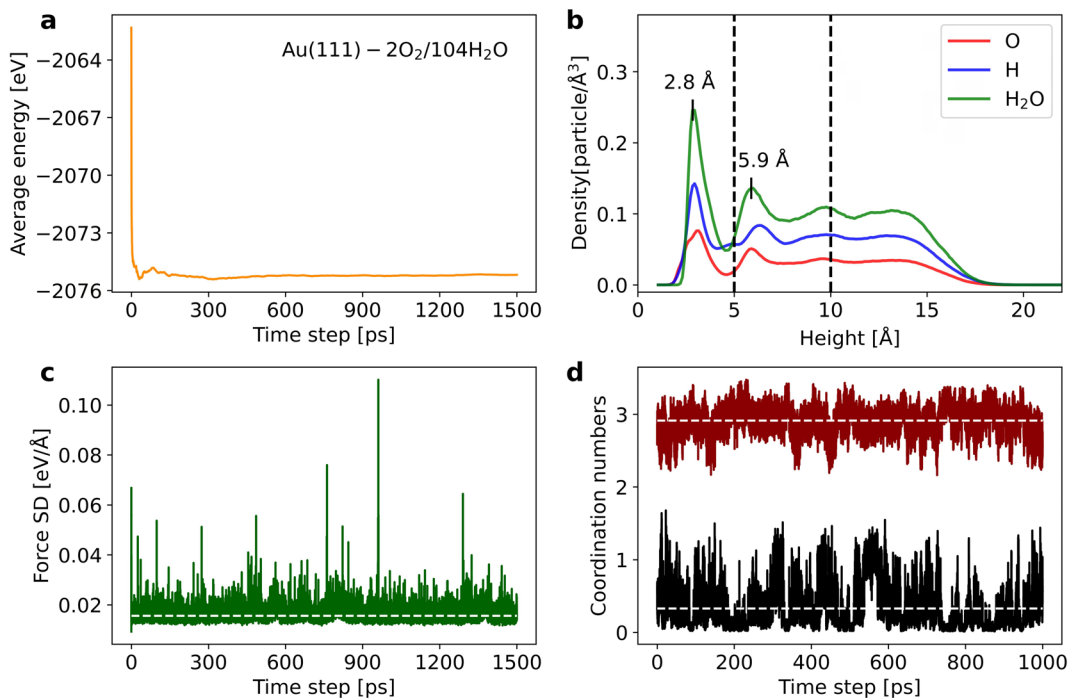 a
Au(111) − 2O₂/104H₂O
Average energy [eV]
−2064
−2067
−2070
−2073
−2076
0 300 600 900 1200 1500
Time step [ps]
b
O
H
H₂O
2.8 Å
5.9 Å
Density[particle/Å³]
0.3
0.2
0.1
0.0
0 5 10 15 20
Height [Å]
c
Force SD [eV/Å]
0.10
0.08
0.06
0.04
0.02
0 300 600 900 1200 1500
Time step [ps]
d
Coordination numbers
3
2
1
0
0 200 400 600 800 1000
Time step [ps]